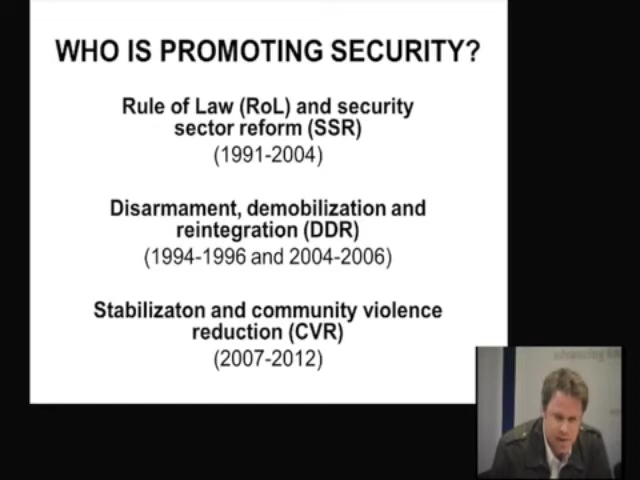 WHO IS PROMOTING SECURITY?
Rule of Law (RoL) and security
sector reform (SSR)
(1991-2004)
Disarmament, demobilization and
reintegration (DDR)
(1994-1996 and 2004-2006)
Stabilizaton and community violence
reduction (CVR)
(2007-2012)
advancing